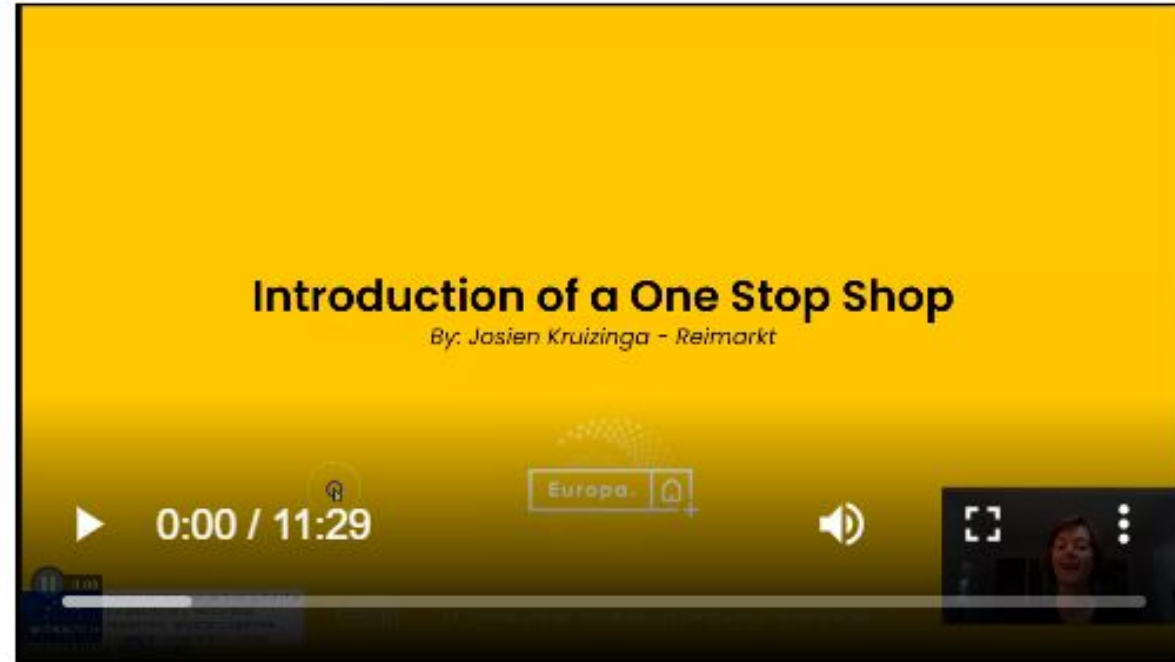 Introduction of a One Stop Shop
By: Josien Kruizinga - Reimarkt
Europa.
0:00 / 11:29